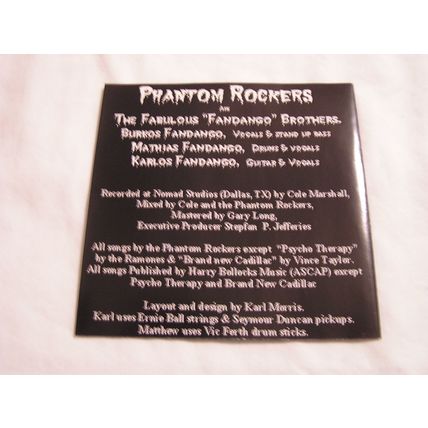 PHANTOM ROCKERS
ARE
THE FABULOUS "FANDANGO" BROTHERS.
BURKOS FANDANGO, VOCALS & STAND UP BASS
MATHIAS FANDANGO, DRUMS & VOCALS
KARLOS FANDANGO, GUITAR & VOCALS
Recorded at Nomad Studios (Dallas, TX) by Cole Marshall,
Mixed by Cole and the Phantom Rockers,
Mastered by Gary Long,
Executive Producer Stepfan P. Jefferies
All songs by the Phantom Rockers except "Psycho Therapy"
by the Ramones & "Brand new Cadillac" by Vince Taylor.
All songs Published by Harry Bollocks Music (ASCAP) except
Psycho Therapy and Brand New Cadillac
Layout and design by Karl Morris.
Karl uses Ernie Ball strings & Seymour Duncan pickups.
Matthew uses Vic Ferth drum sticks.